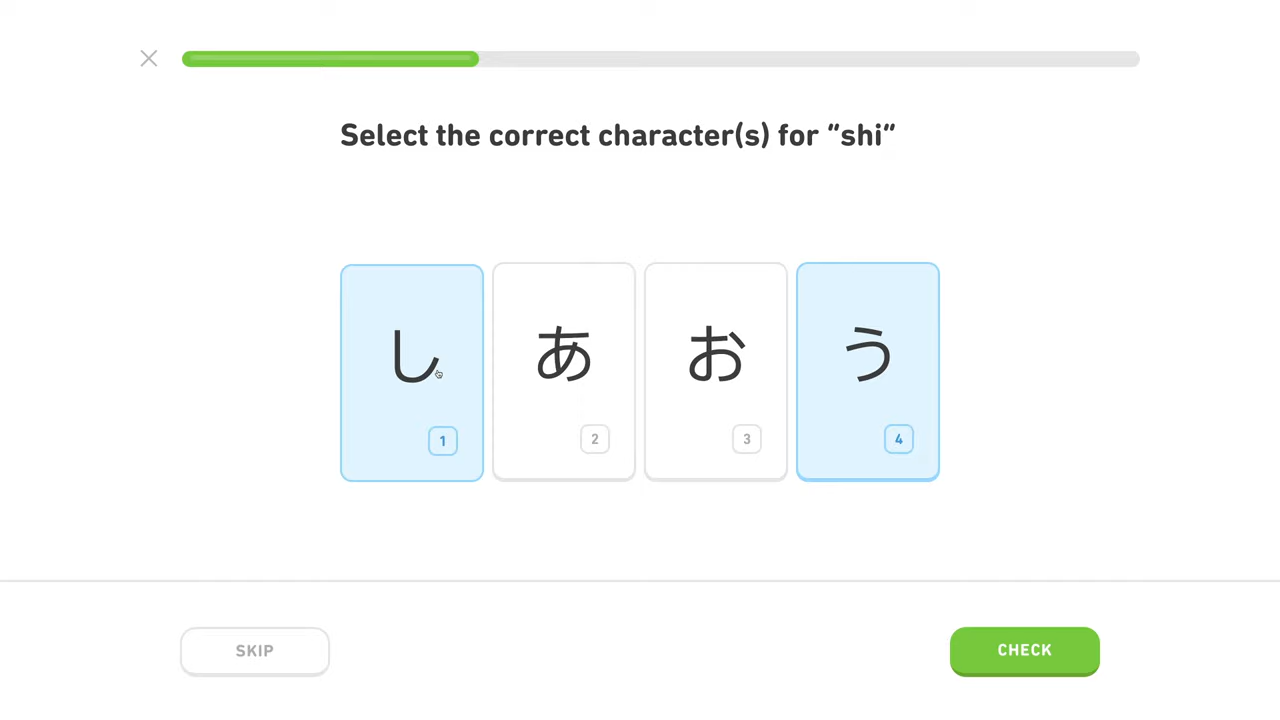 Select the correct character(s) for “shi”
し あ お う
1 2 3 4
SKIP CHECK